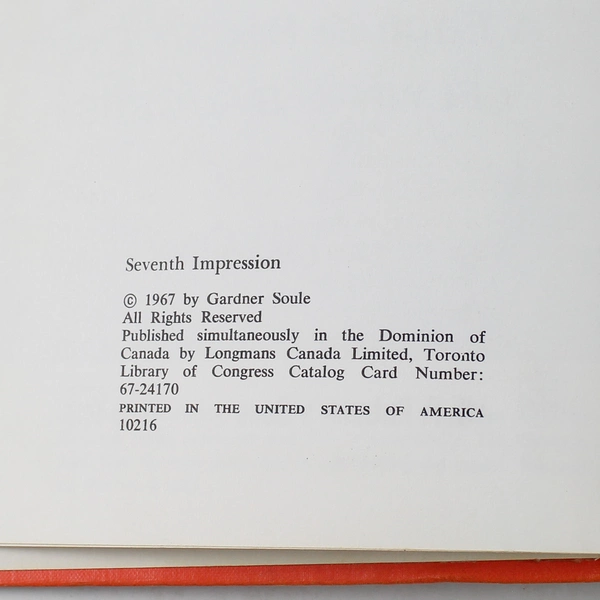 Seventh Impression
© 1967 by Gardner Soule
All Rights Reserved
Published simultaneously in the Dominion of
Canada by Longmans Canada Limited, Toronto
Library of Congress Catalog Card Number:
67-24170
PRINTED IN THE UNITED STATES OF AMERICA
10216